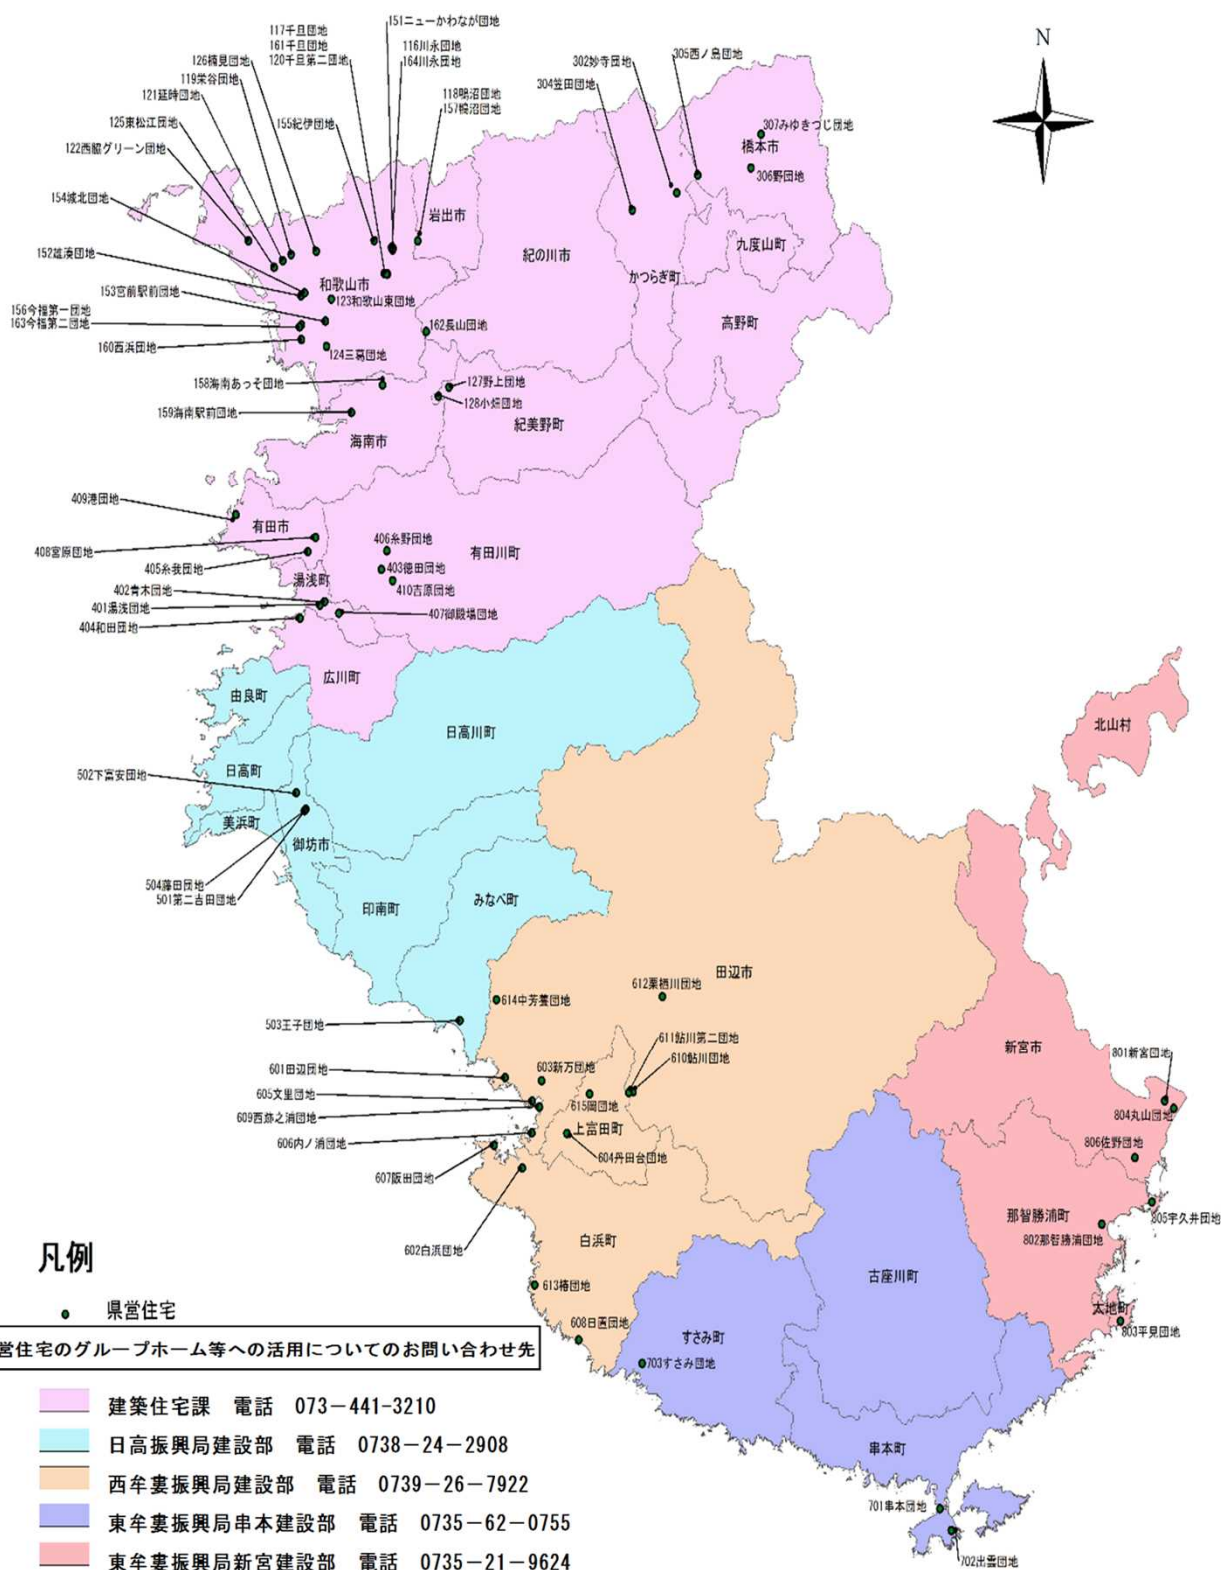 N
151ニューかわなが団地
117千旦団地
161千旦団地
120千旦第二団地
116川永団地
164川永団地
126楠見団地
119栄谷団地
121延時団地
125東松江団地
122西脇グリーン団地
118鴨沼団地
157鴨沼団地
155紀伊団地
302妙寺団地
305西ノ島団地
304笠田団地
307みゆきつじ団地
橋本市
306野団地
154城北団地
岩出市
九度山町
152雄湊団地
紀の川市
かつらぎ町
和歌山市
153宮前駅前団地
123和歌山東団地
156今福第一団地
163今福第二団地
高野町
162長山団地
160西浜団地
124三葛団地
158海南あっそ団地
127野上団地
128小畑団地
159海南駅前団地
紀美野町
海南市
409港団地
有田市
406糸野団地
408宮原団地
有田川町
405糸我団地
403徳田団地
湯浅町
410吉原団地
402青木団地
401湯浅団地
407御殿場団地
404和田団地
広川町
由良町
北山村
日高川町
日高町
502下富安団地
美浜町
御坊市
504藤田団地
501第二吉田団地
みなべ町
印南町
田辺市
612栗栖川団地
614中芳養団地
503王子団地
611鮎川第二団地
新宮市
801新宮団地
610鮎川団地
601田辺団地
603新万団地
605文里団地
615岡団地
804丸山団地
609西跡之浦団地
上富田町
606内ノ浦団地
604丹田台団地
806佐野団地
607阪田団地
那智勝浦町
805宇久井団地
602白浜団地
白浜町
802那智勝浦団地
凡例
古座川町
613椿団地
県営住宅
太地町
803平見団地
608日置団地
すさみ町
営住宅のグループホーム等への活用についてのお問い合わせ先
703すさみ団地
建築住宅課　電話　073－441-3210
日高振興局建設部　電話　0738－24－2908
串本町
西牟婁振興局建設部　電話　0739－26－7922
701串本団地
東牟婁振興局串本建設部　電話　0735－62－0755
702出雲団地
東牟婁振興局新宮建設部　電話　0735－21－9624